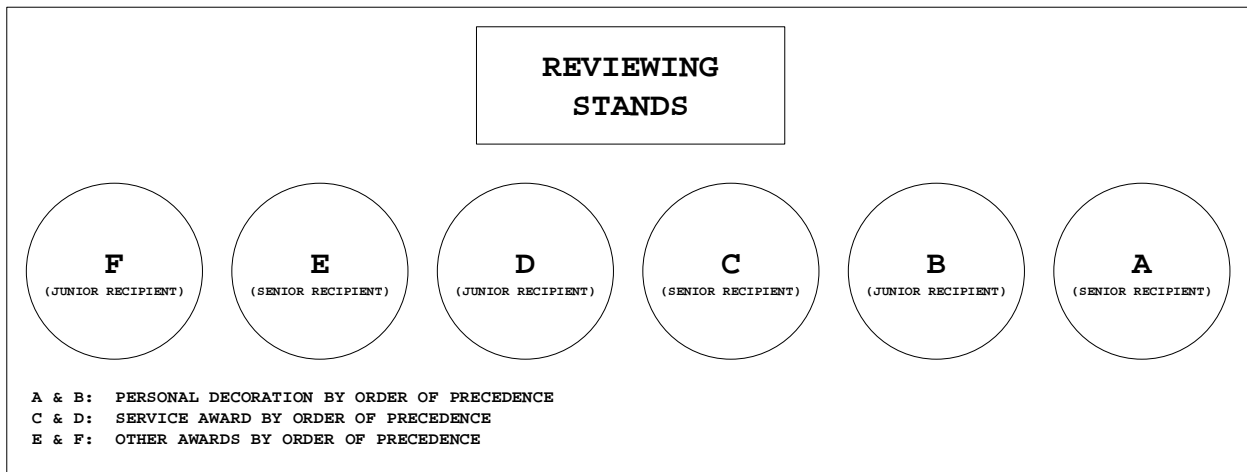 REVIEWING
STANDS
F
(JUNIOR RECIPIENT)
E
(SENIOR RECIPIENT)
D
(JUNIOR RECIPIENT)
C
(SENIOR RECIPIENT)
B
(JUNIOR RECIPIENT)
A
(SENIOR RECIPIENT)
A & B: PERSONAL DECORATION BY ORDER OF PRECEDENCE
C & D: SERVICE AWARD BY ORDER OF PRECEDENCE
E & F: OTHER AWARDS BY ORDER OF PRECEDENCE